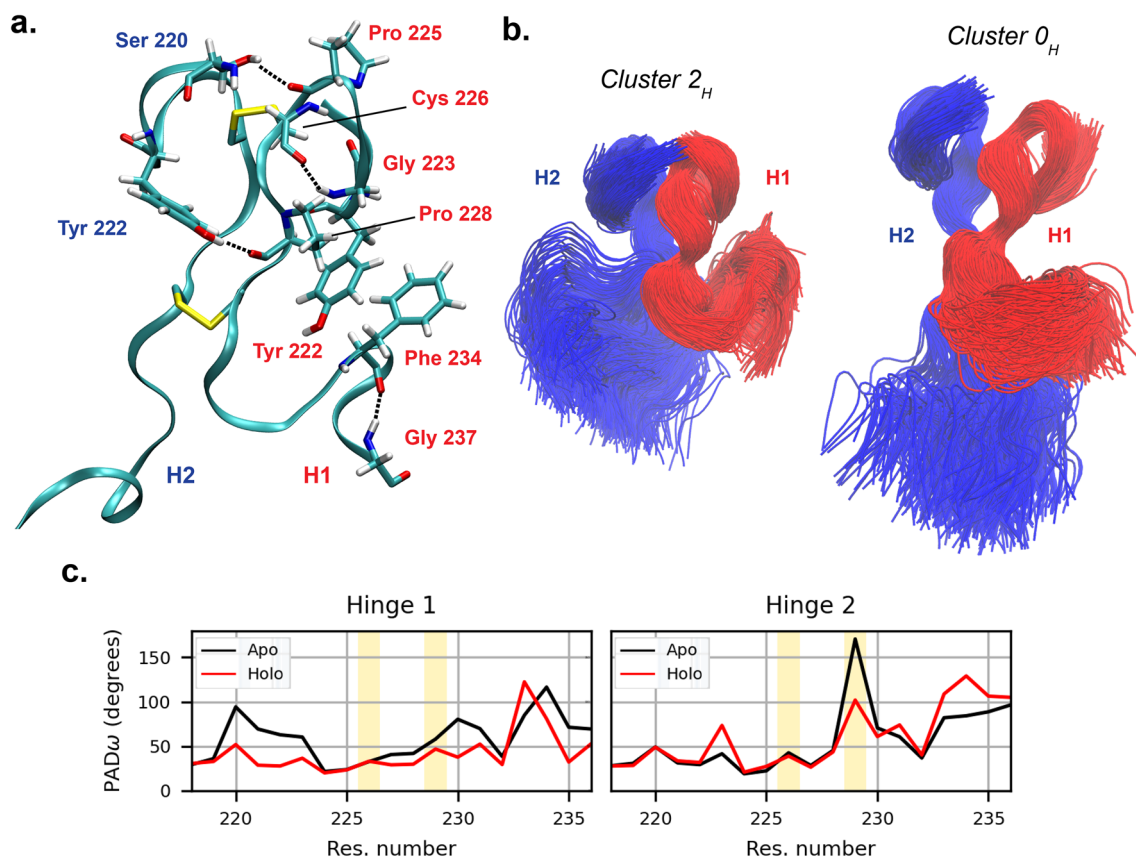 a.
Ser 220
Pro 225
Cys 226
Gly 223
Tyr 222
Pro 228
Tyr 222
Phe 234
Gly 237
H2
H1
b.
Cluster 2_H
Cluster 0_H
H2
H1
H2
H1
c.
Hinge 1
Hinge 2
PADω (degrees)
150
100
50
0
Apo
Holo
Apo
Holo
220
225
230
235
220
225
230
235
Res. number
Res. number